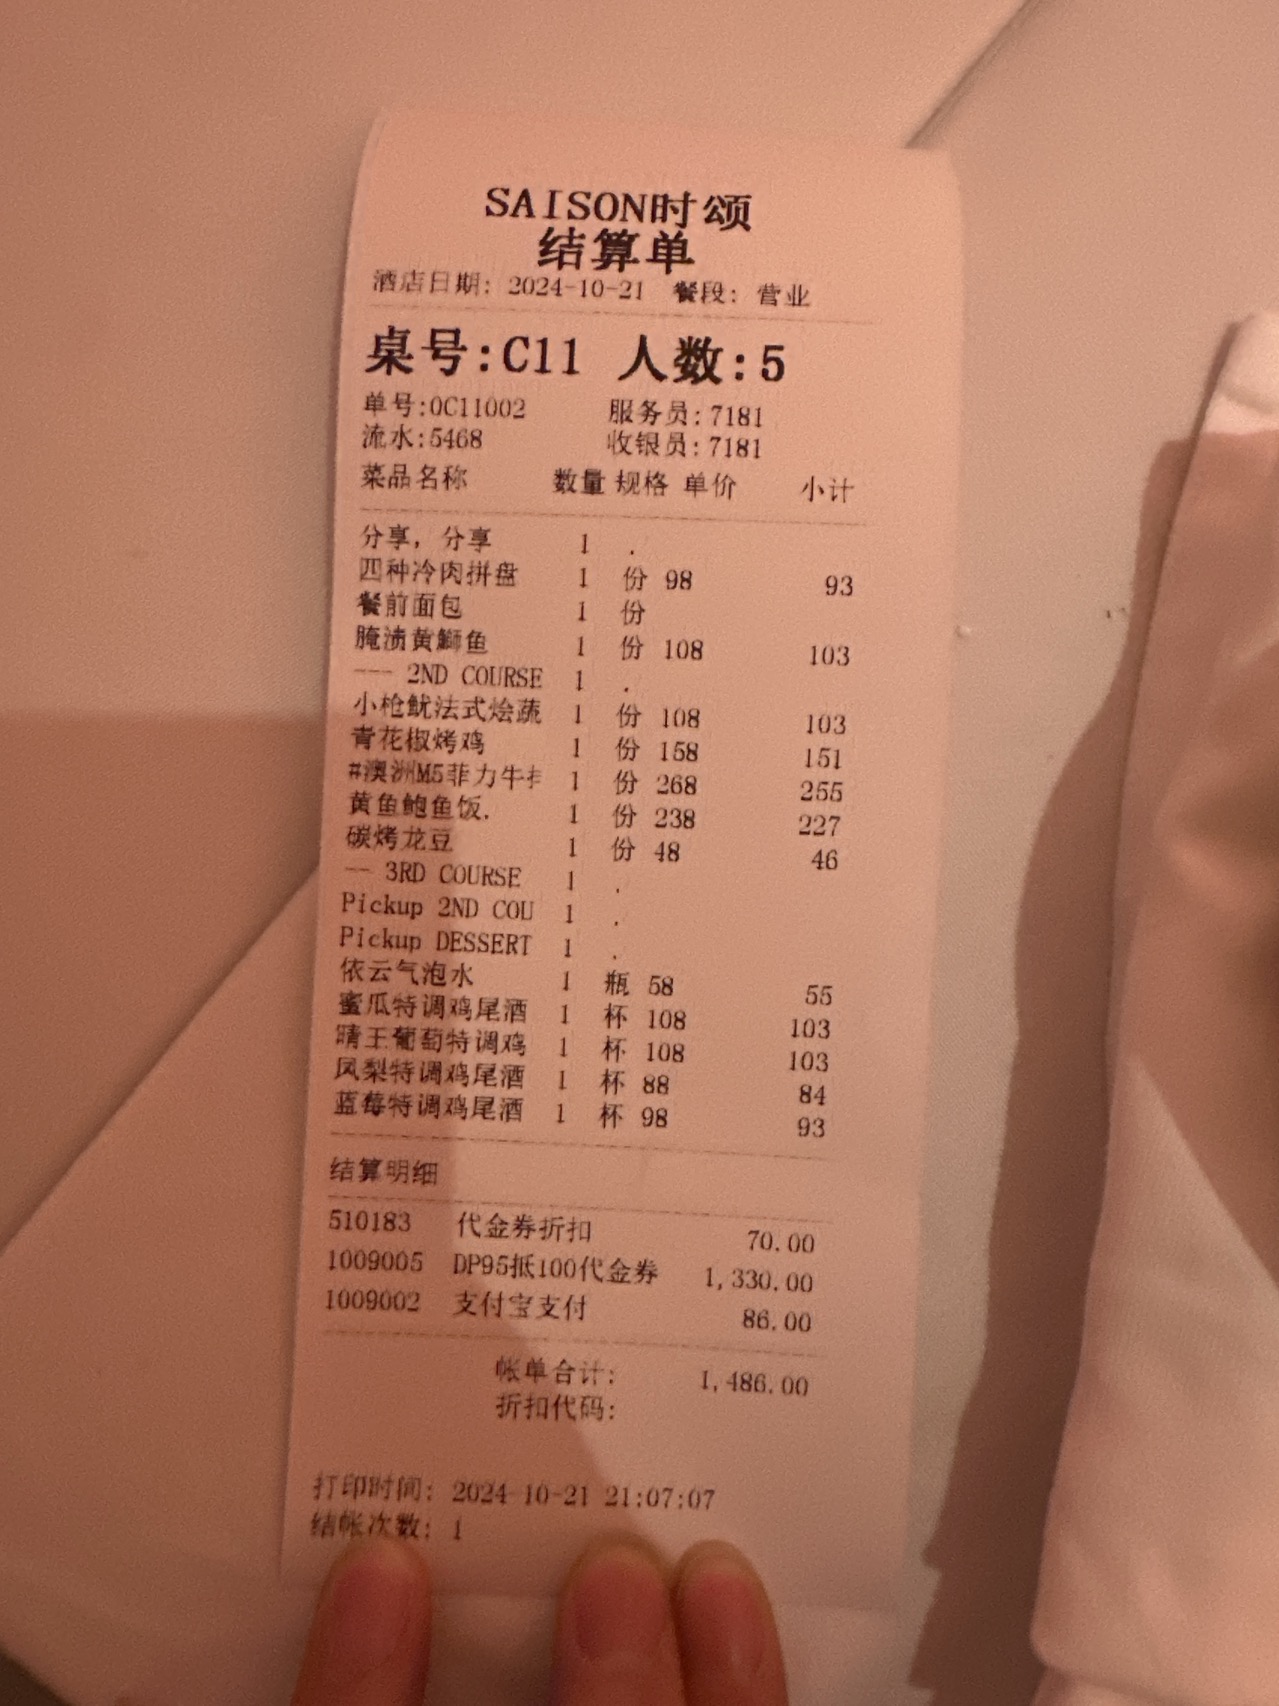 SAISON时颂
结算单
酒店日期: 2024-10-21 餐段: 营业
桌号:C11 人数:5
单号:0C11002 服务员:7181
流水:5468 收银员:7181
菜品名称 数量 规格 单价 小计
分享, 分享 1 .
四种冷肉拼盘 1 份 98 93
餐前面包 1 份
腌渍黄鰤鱼 1 份 108 103
--- 2ND COURSE 1 .
小枪鱿法式烩蔬 1 份 108 103
青花椒烤鸡 1 份 158 151
#澳洲M5菲力牛 1 份 268 255
黄鱼鲍鱼饭. 1 份 238 227
碳烤龙豆 1 份 48 46
-- 3RD COURSE 1 .
Pickup 2ND COU 1 .
Pickup DESSERT 1 .
依云气泡水 1 瓶 58 55
蜜瓜特调鸡尾酒 1 杯 108 103
晴王葡萄特调鸡 1 杯 108 103
凤梨特调鸡尾酒 1 杯 88 84
蓝莓特调鸡尾酒 1 杯 98 93
结算明细
510183 代金券折扣 70.00
1009005 DP95抵100代金券 1,330.00
1009002 支付宝支付 86.00
帐单合计: 1,486.00
折扣代码:
打印时间: 2024-10-21 21:07:07
结帐次数: 1